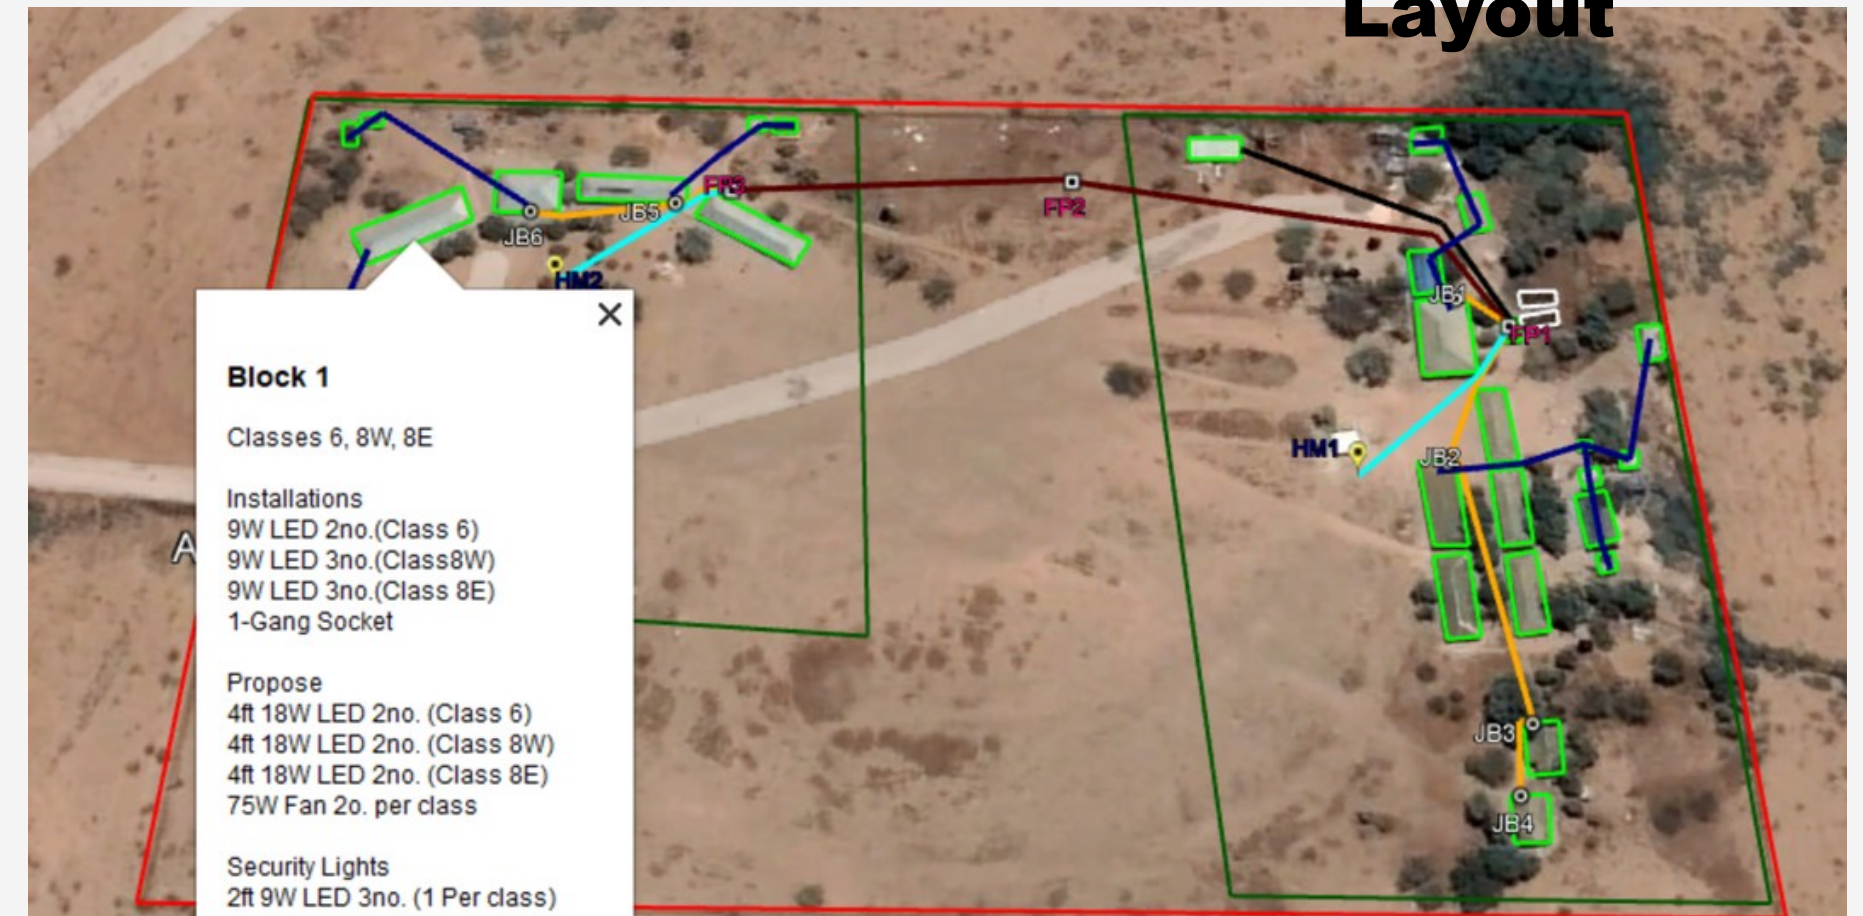 Layout
FP3
JB5
JB6
HM2
FP2
JB1
FP1
HM1
JB2
JB3
JB4
A
Block 1
Classes 6, 8W, 8E
Installations
9W LED 2no.(Class 6)
9W LED 3no.(Class8W)
9W LED 3no.(Class 8E)
1-Gang Socket
Propose
4ft 18W LED 2no. (Class 6)
4ft 18W LED 2no. (Class 8W)
4ft 18W LED 2no. (Class 8E)
75W Fan 2o. per class
Security Lights
2ft 9W LED 3no. (1 Per class)